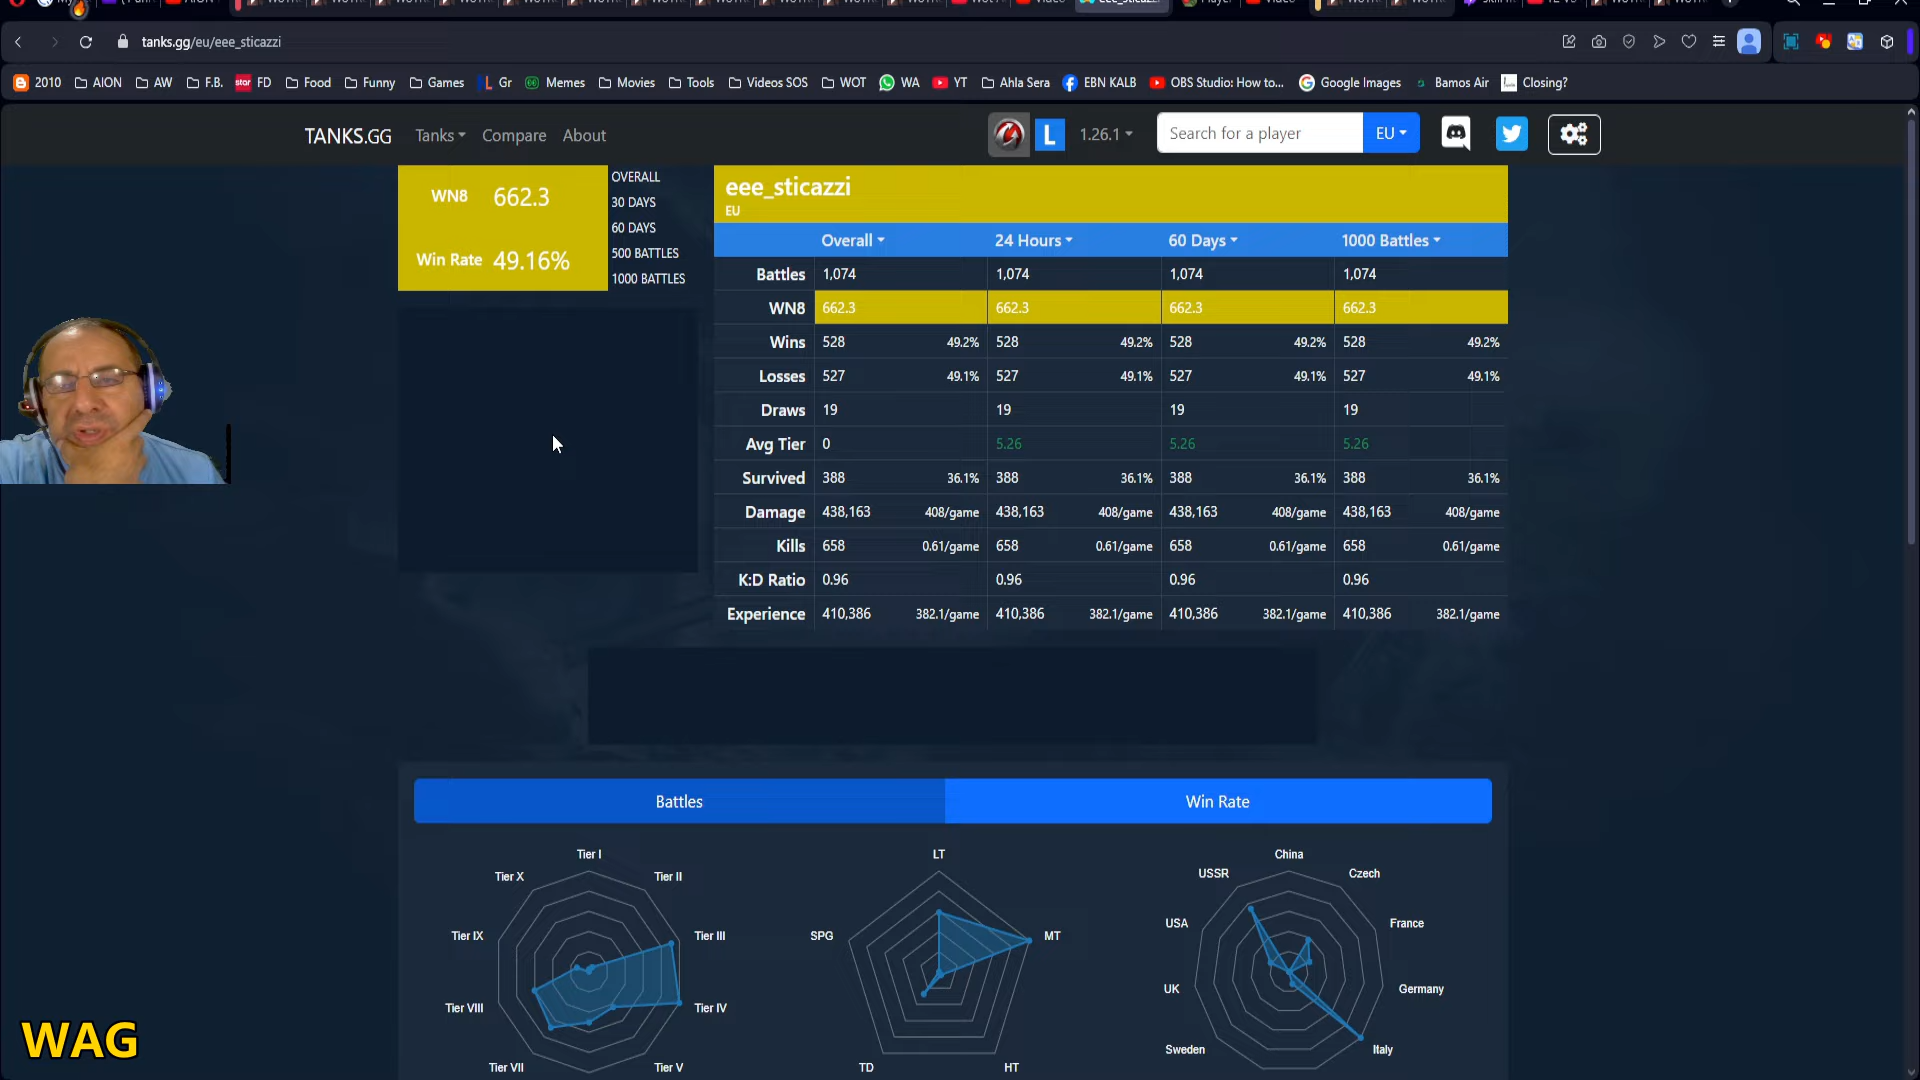 tanks.gg/eu/eee_sticazzi
2010 AION AW F.B. star FD Food Funny Games L Gr Memes Movies Tools Videos SOS WOT WA YT Ahla Sera EBN KALB OBS Studio: How to... Google Images Bamos Air Closing?
TANKS.GG Tanks Compare About L 1.26.1 Search for a player EU
WN8 662.3
Win Rate 49.16%
OVERALL
30 DAYS
60 DAYS
500 BATTLES
1000 BATTLES
eee_sticazzi
EU
Overall 24 Hours 60 Days 1000 Battles
Battles 1,074 1,074 1,074 1,074
WN8 662.3 662.3 662.3 662.3
Wins 528 49.2% 528 49.2% 528 49.2% 528 49.2%
Losses 527 49.1% 527 49.1% 527 49.1% 527 49.1%
Draws 19 19 19 19
Avg Tier 0 5.26 5.26 5.26
Survived 388 36.1% 388 36.1% 388 36.1% 388 36.1%
Damage 438,163 408/game 438,163 408/game 438,163 408/game 438,163 408/game
Kills 658 0.61/game 658 0.61/game 658 0.61/game 658 0.61/game
K:D Ratio 0.96 0.96 0.96 0.96
Experience 410,386 382.1/game 410,386 382.1/game 410,386 382.1/game 410,386 382.1/game
Battles Win Rate
Tier I
Tier II
Tier III
Tier IV
Tier V
Tier VII
Tier VIII
Tier IX
Tier X
LT
MT
HT
TD
SPG
China
Czech
France
Germany
Italy
Sweden
UK
USA
USSR
WAG